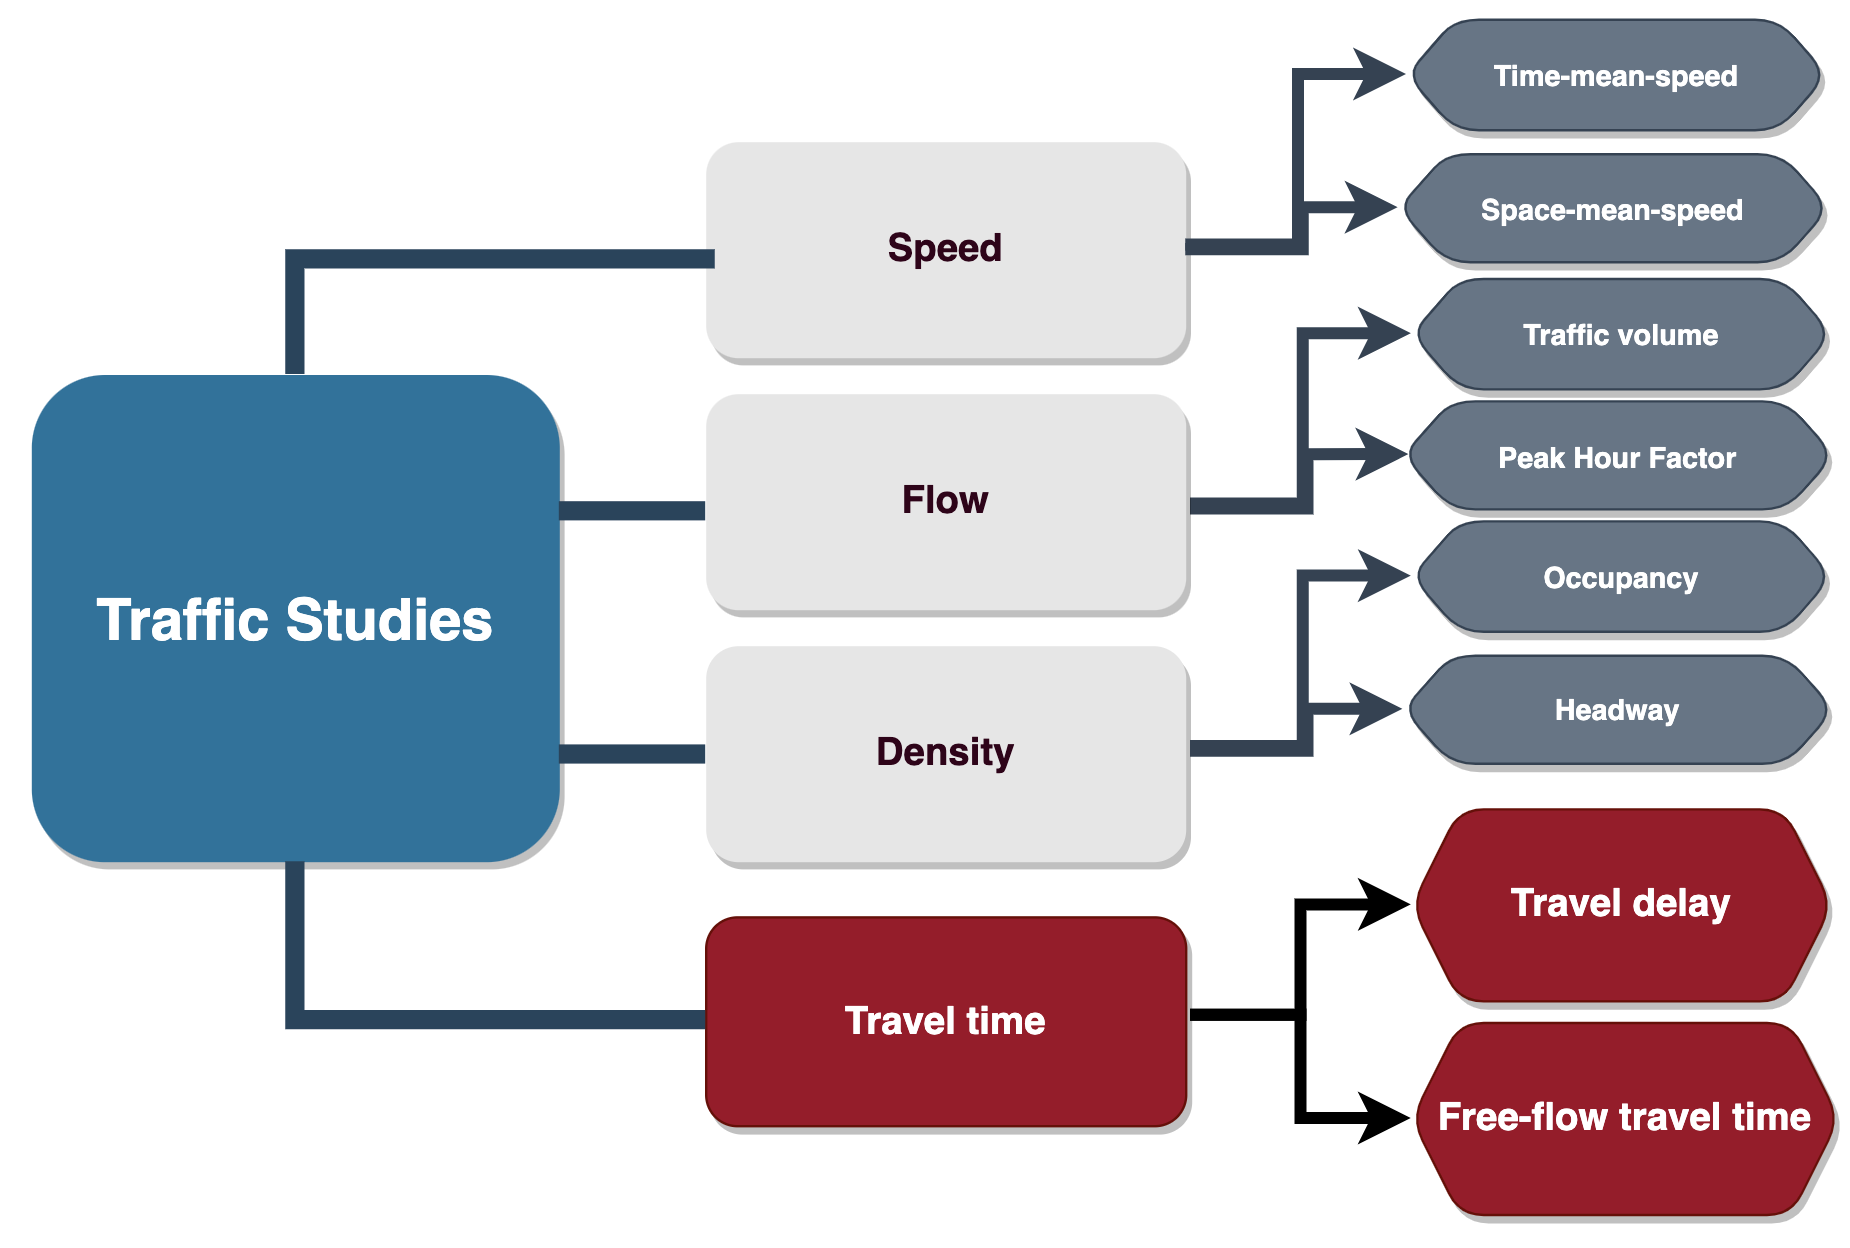 Traffic Studies
Speed
Time-mean-speed
Space-mean-speed
Flow
Traffic volume
Peak Hour Factor
Density
Occupancy
Headway
Travel time
Travel delay
Free-flow travel time